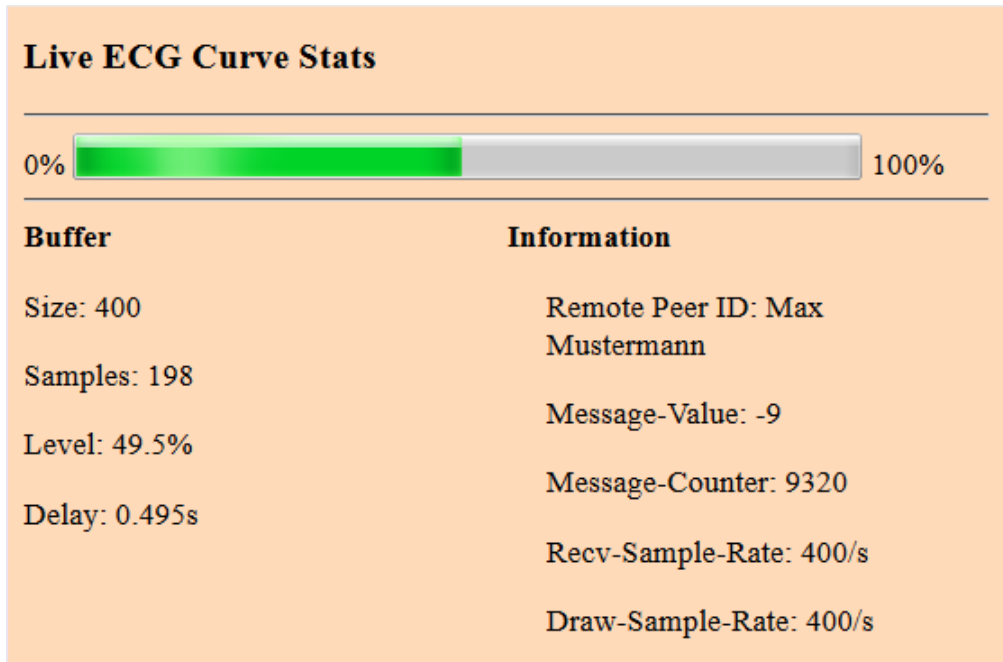 Live ECG Curve Stats
0% 100%
Buffer
Size: 400
Samples: 198
Level: 49.5%
Delay: 0.495s
Information
Remote Peer ID: Max
Mustermann
Message-Value: -9
Message-Counter: 9320
Recv-Sample-Rate: 400/s
Draw-Sample-Rate: 400/s